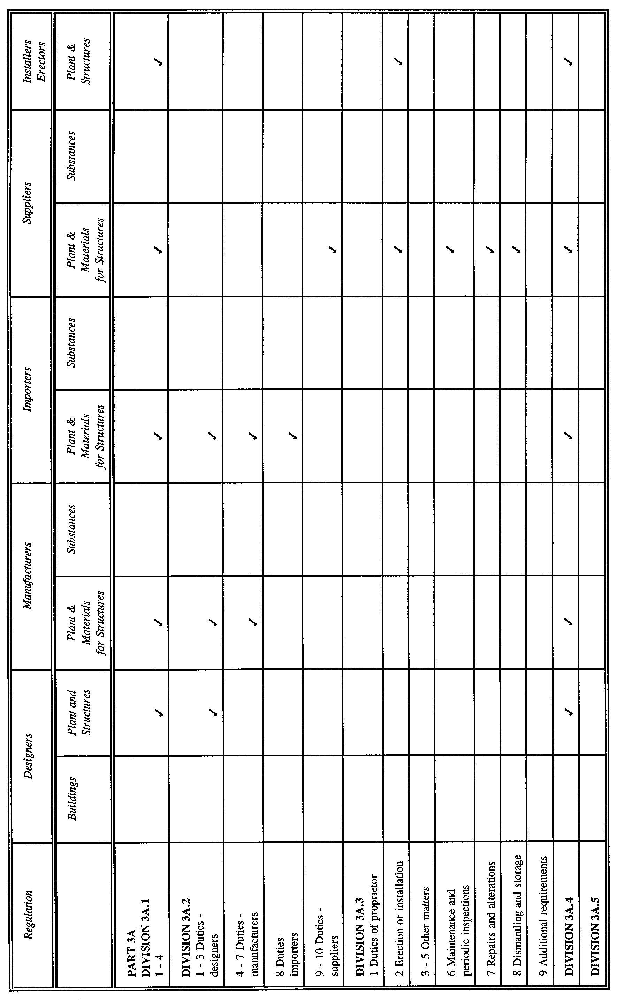 Regulation
Designers
Manufacturers
Importers
Suppliers
Installers
Erectors
Buildings
Plant and
Structures
Plant &
Materials
for Structures
Substances
Plant &
Materials
for Structures
Substances
Plant &
Materials
for Structures
Substances
Plant &
Structures
PART 3A
DIVISION 3A.1
1 - 4 ✓ ✓ ✓ ✓ ✓
DIVISION 3A.2
1 - 3 Duties -
designers ✓ ✓ ✓
4 - 7 Duties -
manufacturers ✓ ✓
8 Duties -
importers ✓
9 - 10 Duties -
suppliers ✓
DIVISION 3A.3
1 Duties of proprietor
2 Erection or installation ✓ ✓
3 - 5 Other matters
6 Maintenance and
periodic inspections ✓
7 Repairs and alterations ✓
8 Dismantling and storage ✓
9 Additional requirements
DIVISION 3A.4 ✓ ✓ ✓ ✓ ✓
DIVISION 3A.5